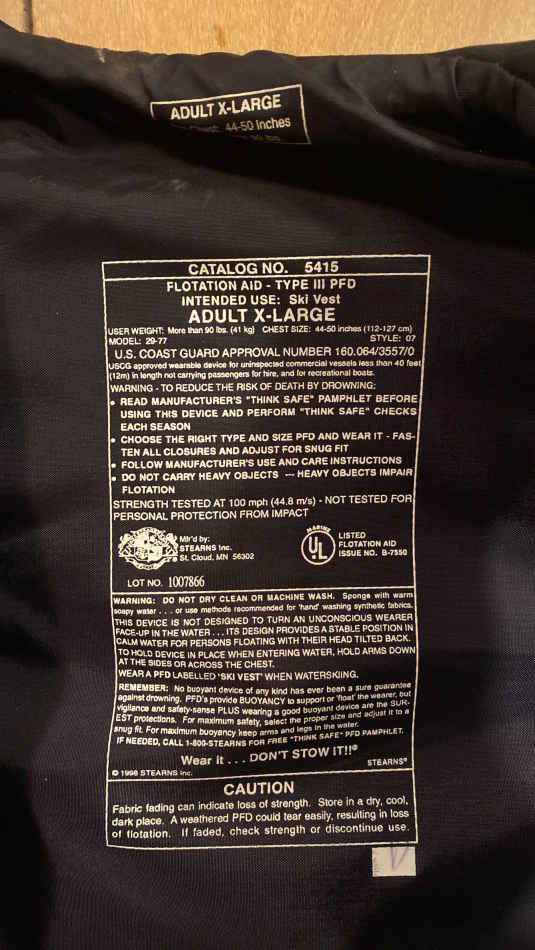 ADULT X-LARGE
44-50 Inches
CATALOG NO. 5415
FLOTATION AID - TYPE III PFD
INTENDED USE: Ski Vest
ADULT X-LARGE
USER WEIGHT: More than 90 lbs. (41 kg) CHEST SIZE: 44-50 inches (112-127 cm)
MODEL: 29-77 STYLE: 07
U.S. COAST GUARD APPROVAL NUMBER 160.064/3557/0
USCG approved wearable device for uninspected commercial vessels less than 40 feet
(12m) in length not carrying passengers for hire, and for recreational boats.
WARNING - TO REDUCE THE RISK OF DEATH BY DROWNING:
• READ MANUFACTURER'S "THINK SAFE" PAMPHLET BEFORE
USING THIS DEVICE AND PERFORM "THINK SAFE" CHECKS
EACH SEASON
• CHOOSE THE RIGHT TYPE AND SIZE PFD AND WEAR IT - FAS-
TEN ALL CLOSURES AND ADJUST FOR SNUG FIT
• FOLLOW MANUFACTURER'S USE AND CARE INSTRUCTIONS
• DO NOT CARRY HEAVY OBJECTS --- HEAVY OBJECTS IMPAIR
FLOTATION
STRENGTH TESTED AT 100 mph (44.8 m/s) - NOT TESTED FOR
PERSONAL PROTECTION FROM IMPACT
Mfr'd by:
STEARNS Inc.
St. Cloud, MN 56302
MARINE
UL
LISTED
FLOTATION AID
ISSUE NO. B-7550
LOT NO. 1007866
WARNING: DO NOT DRY CLEAN OR MACHINE WASH. Sponge with warm
soapy water . . . or use methods recommended for 'hand' washing synthetic fabrics.
THIS DEVICE IS NOT DESIGNED TO TURN AN UNCONSCIOUS WEARER
FACE-UP IN THE WATER . . . ITS DESIGN PROVIDES A STABLE POSITION IN
CALM WATER FOR PERSONS FLOATING WITH THEIR HEAD TILTED BACK.
TO HOLD DEVICE IN PLACE WHEN ENTERING WATER, HOLD ARMS DOWN
AT THE SIDES OR ACROSS THE CHEST.
WEAR A PFD LABELLED 'SKI VEST' WHEN WATERSKIING.
REMEMBER: No buoyant device of any kind has ever been a sure guarantee
against drowning. PFD's provide BUOYANCY to support or 'float' the wearer, but
vigilance and safety-sense PLUS wearing a good buoyant device are the SUR-
EST protections. For maximum safety, select the proper size and adjust it to a
snug fit. For maximum buoyancy keep arms and legs in the water.
IF NEEDED, CALL 1-800-STEARNS FOR FREE "THINK SAFE" PFD PAMPHLET.
Wear it . . . DON'T STOW IT!!®
© 1998 STEARNS Inc. STEARNS®
CAUTION
Fabric fading can indicate loss of strength. Store in a dry, cool,
dark place. A weathered PFD could tear easily, resulting in loss
of flotation. If faded, check strength or discontinue use.